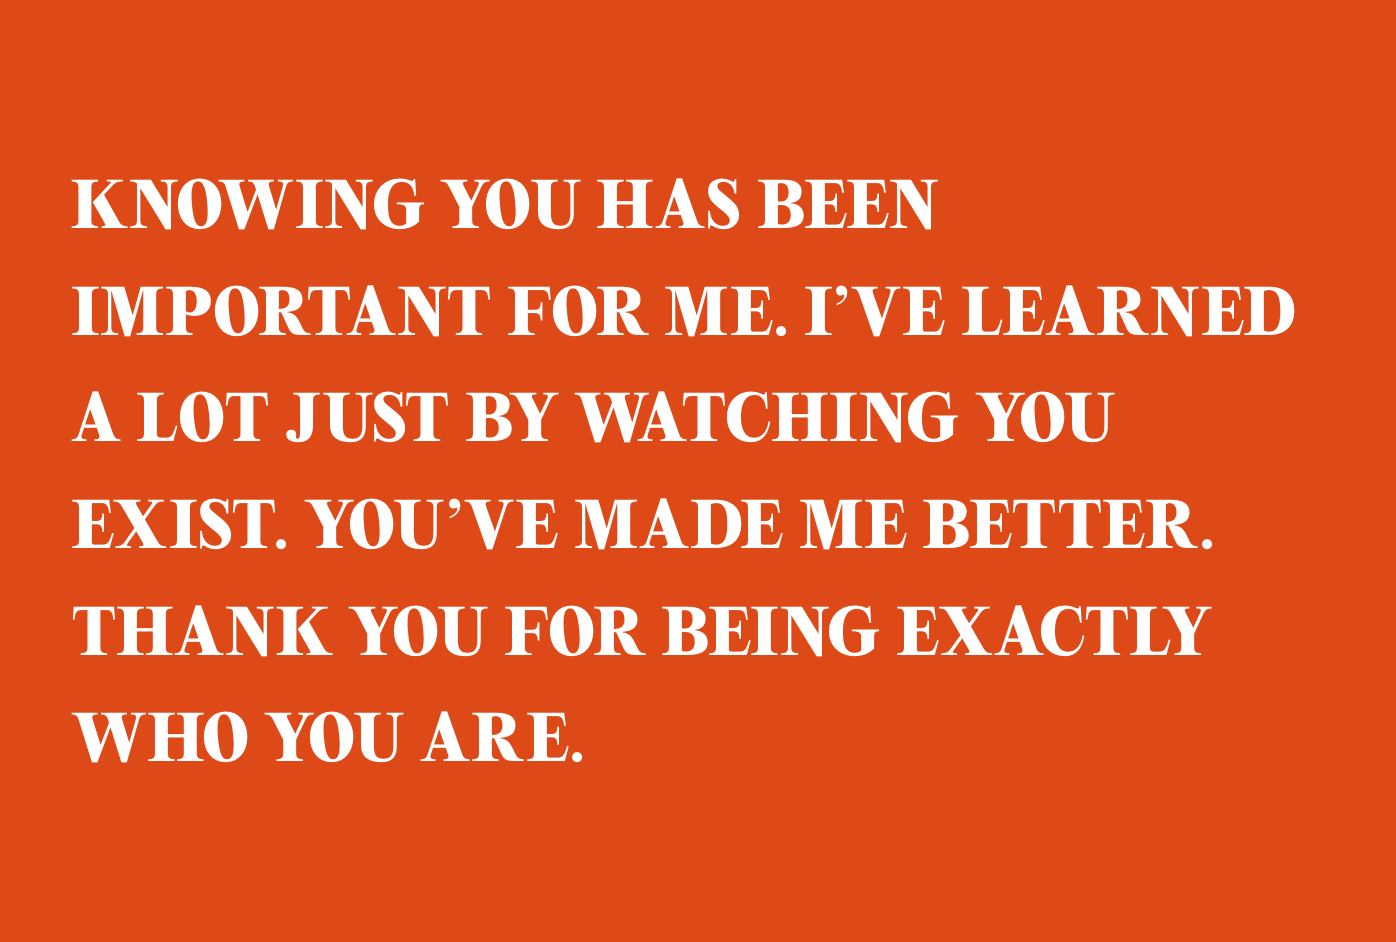 KNOWING YOU HAS BEEN
IMPORTANT FOR ME. I’VE LEARNED
A LOT JUST BY WATCHING YOU
EXIST. YOU’VE MADE ME BETTER.
THANK YOU FOR BEING EXACTLY
WHO YOU ARE.